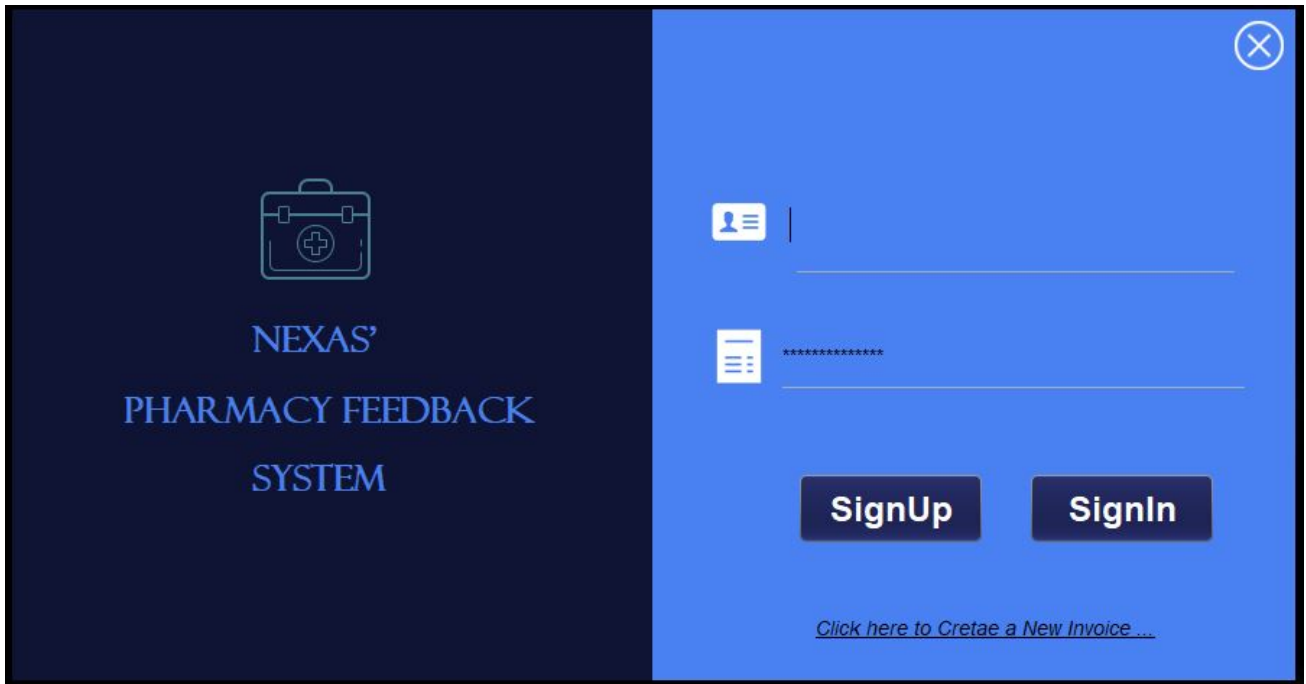 NEXAS’
PHARMACY FEEDBACK
SYSTEM
**************
SignUp
SignIn
Click here to Cretae a New Invoice ...